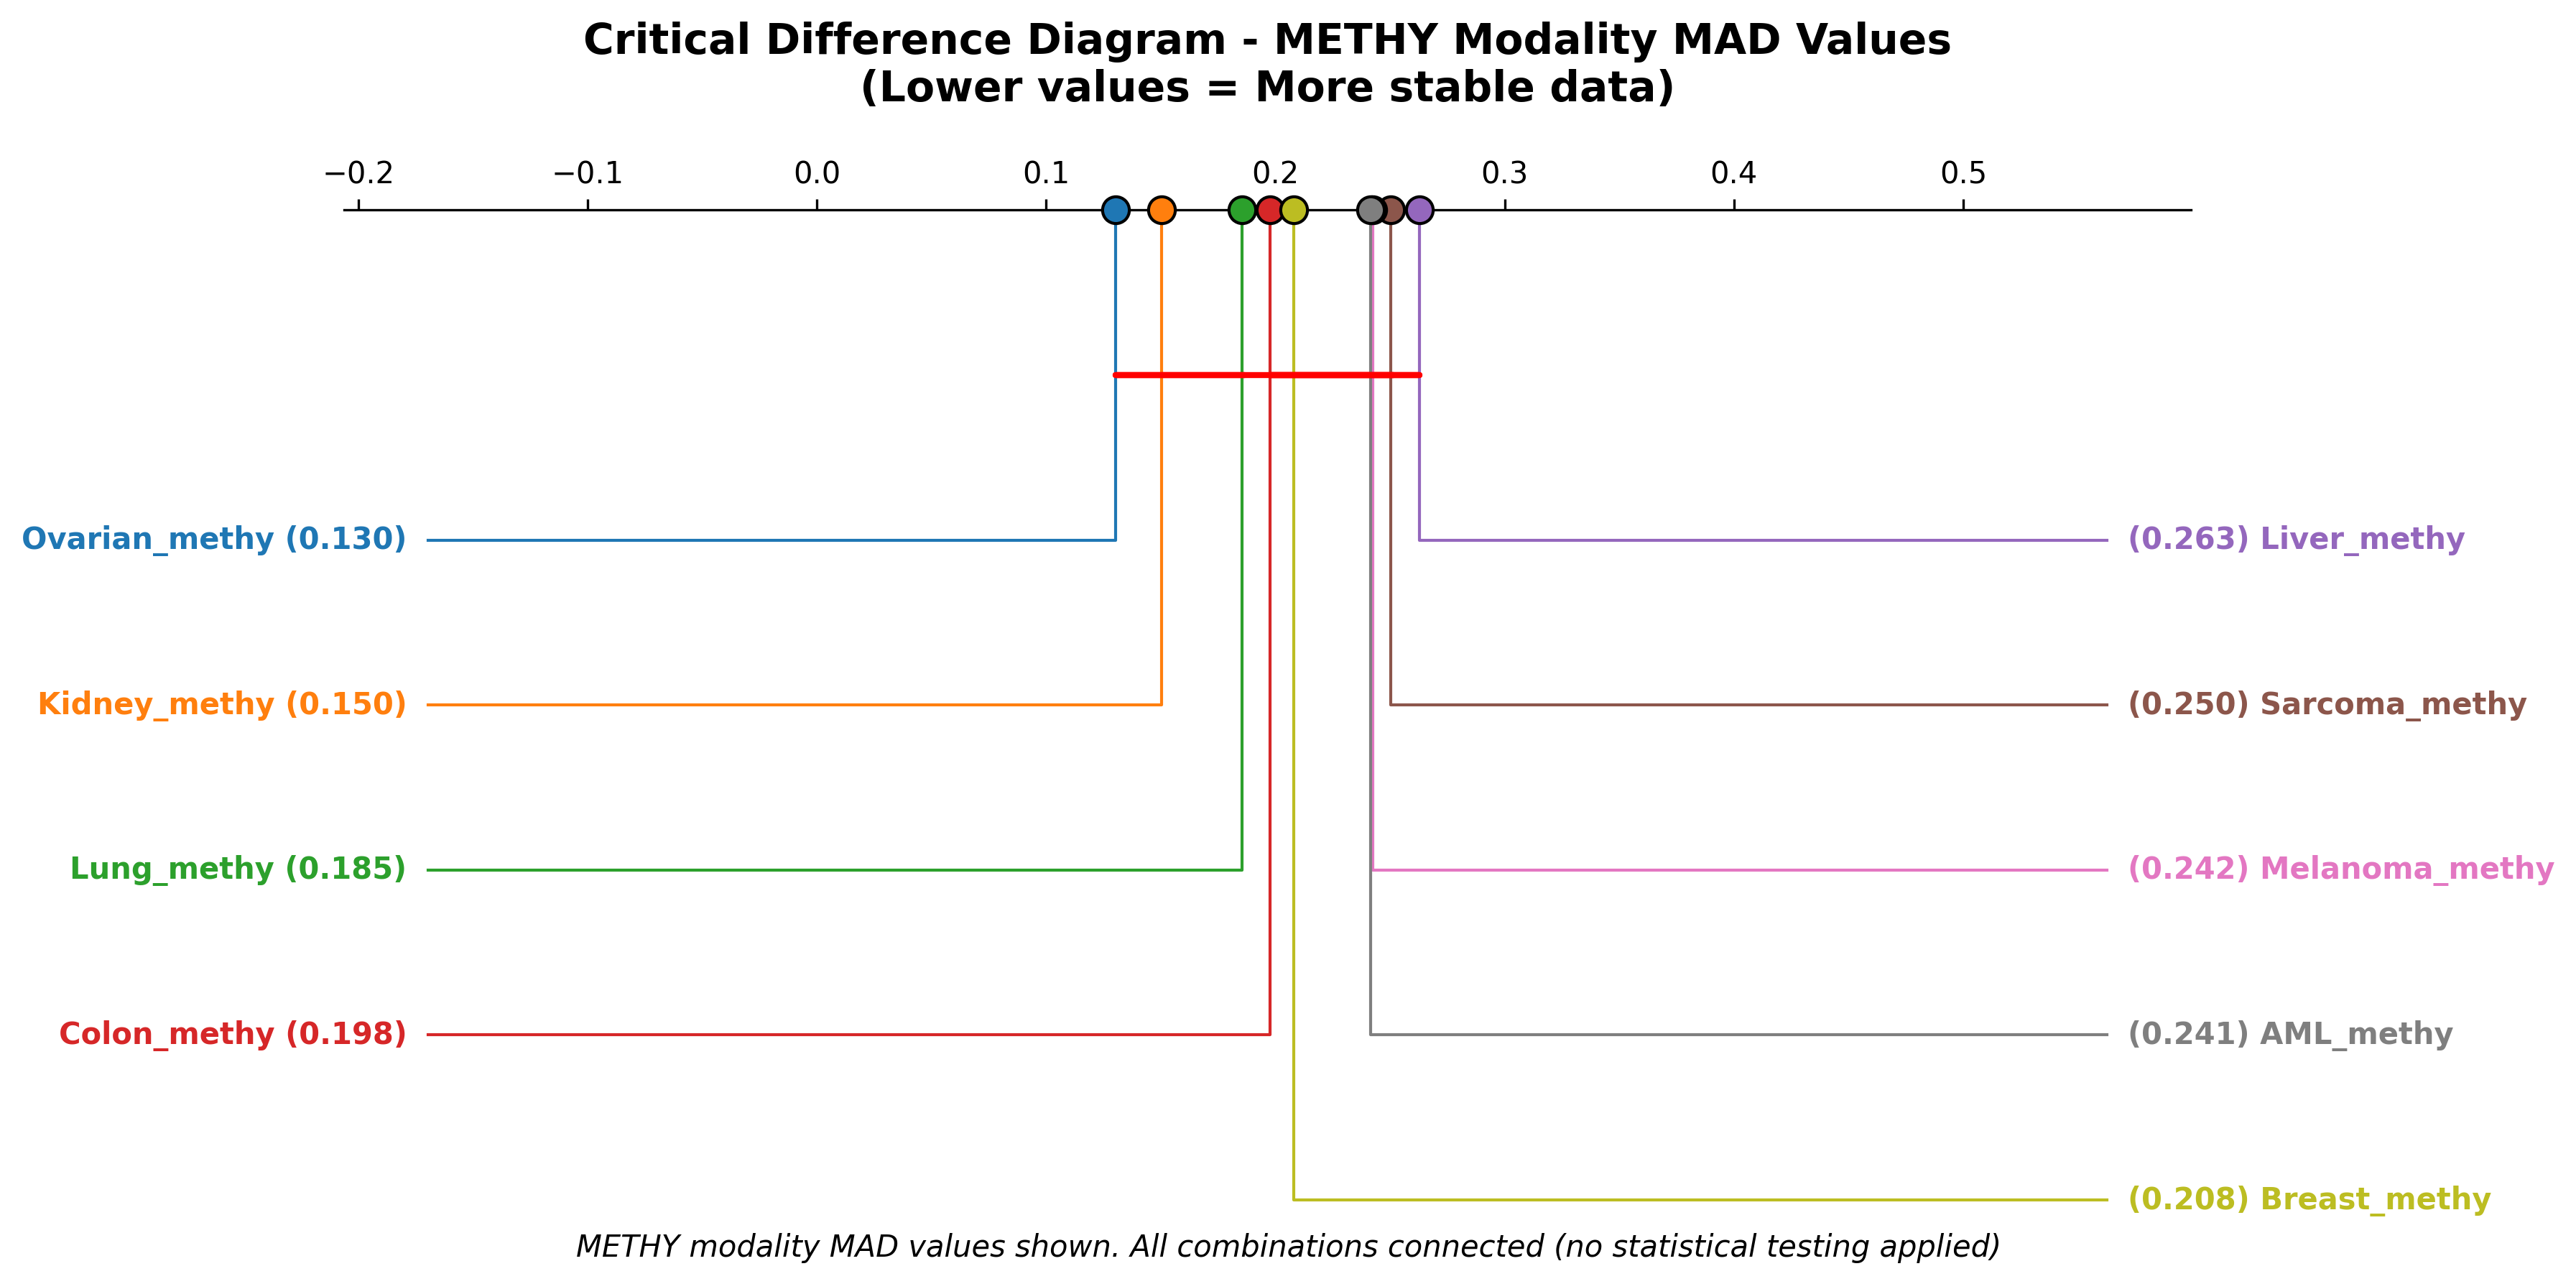 Critical Difference Diagram - METHY Modality MAD Values
(Lower values = More stable data)
−0.2 −0.1 0.0 0.1 0.2 0.3 0.4 0.5
Ovarian_methy (0.130) (0.263) Liver_methy
Kidney_methy (0.150) (0.250) Sarcoma_methy
Lung_methy (0.185) (0.242) Melanoma_methy
Colon_methy (0.198) (0.241) AML_methy
(0.208) Breast_methy
METHY modality MAD values shown. All combinations connected (no statistical testing applied)